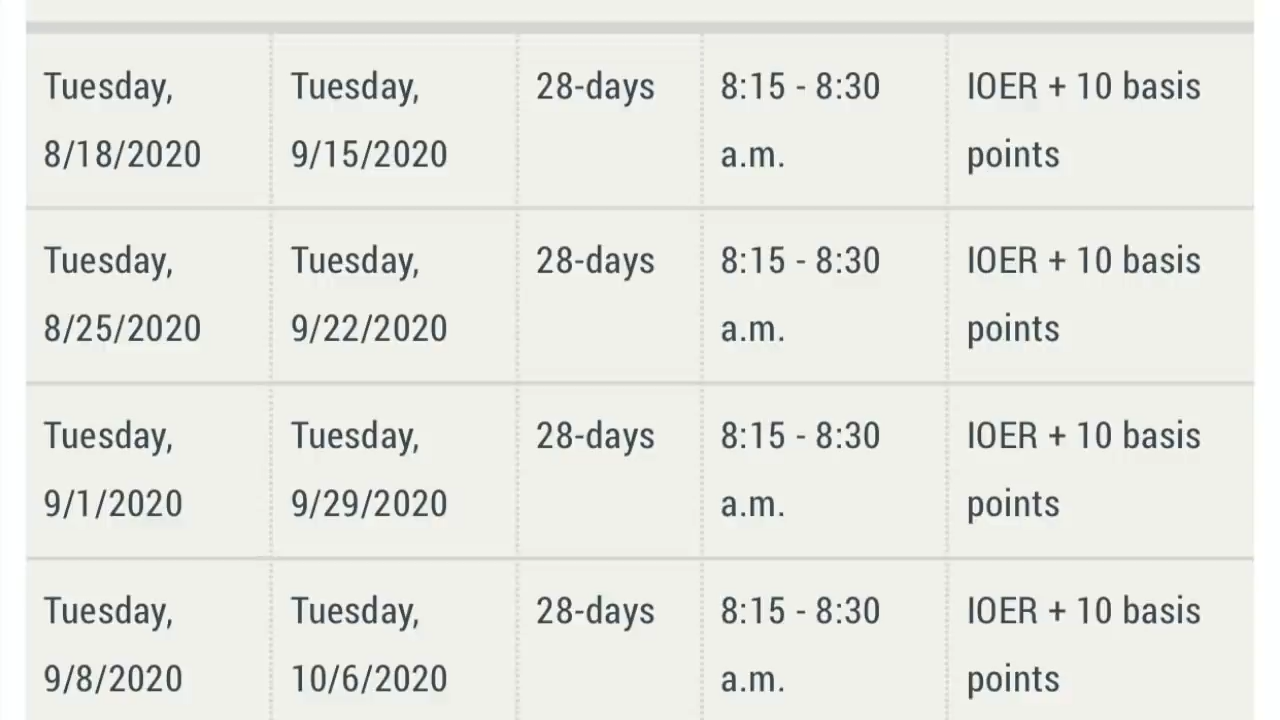 Tuesday, Tuesday, 28-days 8:15 - 8:30 IOER + 10 basis
8/18/2020 9/15/2020 a.m. points
Tuesday, Tuesday, 28-days 8:15 - 8:30 IOER + 10 basis
8/25/2020 9/22/2020 a.m. points
Tuesday, Tuesday, 28-days 8:15 - 8:30 IOER + 10 basis
9/1/2020 9/29/2020 a.m. points
Tuesday, Tuesday, 28-days 8:15 - 8:30 IOER + 10 basis
9/8/2020 10/6/2020 a.m. points